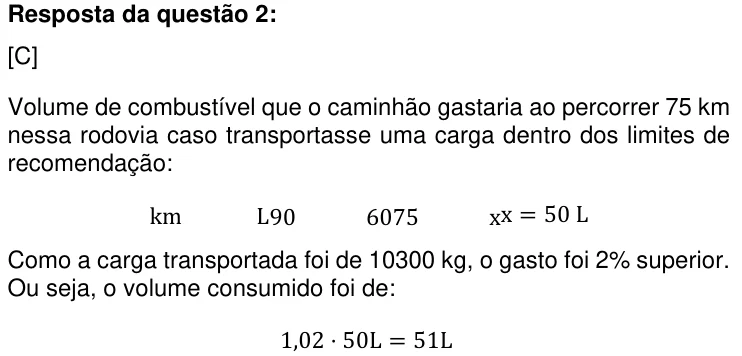 Resposta da questão 2:
[C]
Volume de combustível que o caminhão gastaria ao percorrer 75 km
nessa rodovia caso transportasse uma carga dentro dos limites de
recomendação:
km L90 6075 xx = 50 L
Como a carga transportada foi de 10300 kg, o gasto foi 2% superior.
Ou seja, o volume consumido foi de:
1,02 · 50L = 51L